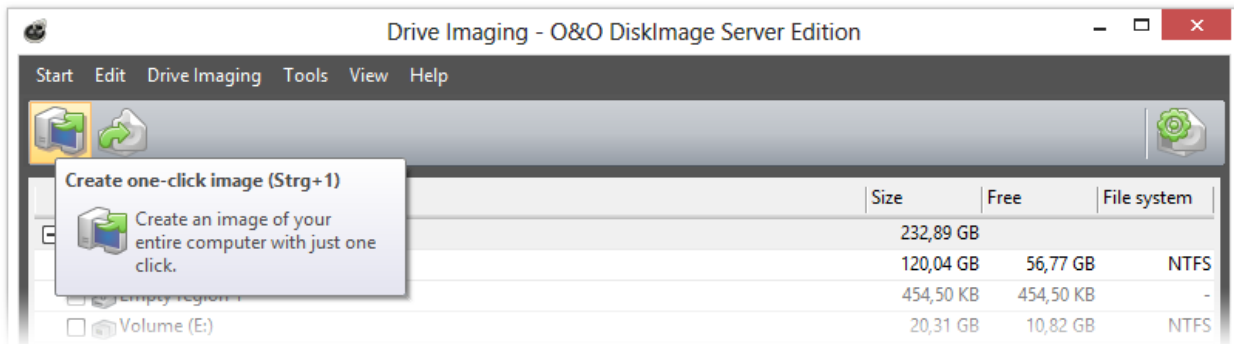 Drive Imaging - O&O DiskImage Server Edition
Start Edit Drive Imaging Tools View Help
Create one-click image (Strg+1)
Create an image of your
entire computer with just one
click.
Size Free File system
232,89 GB
120,04 GB 56,77 GB NTFS
Empty region 1 454,50 KB 454,50 KB -
Volume (E:) 20,31 GB 10,82 GB NTFS